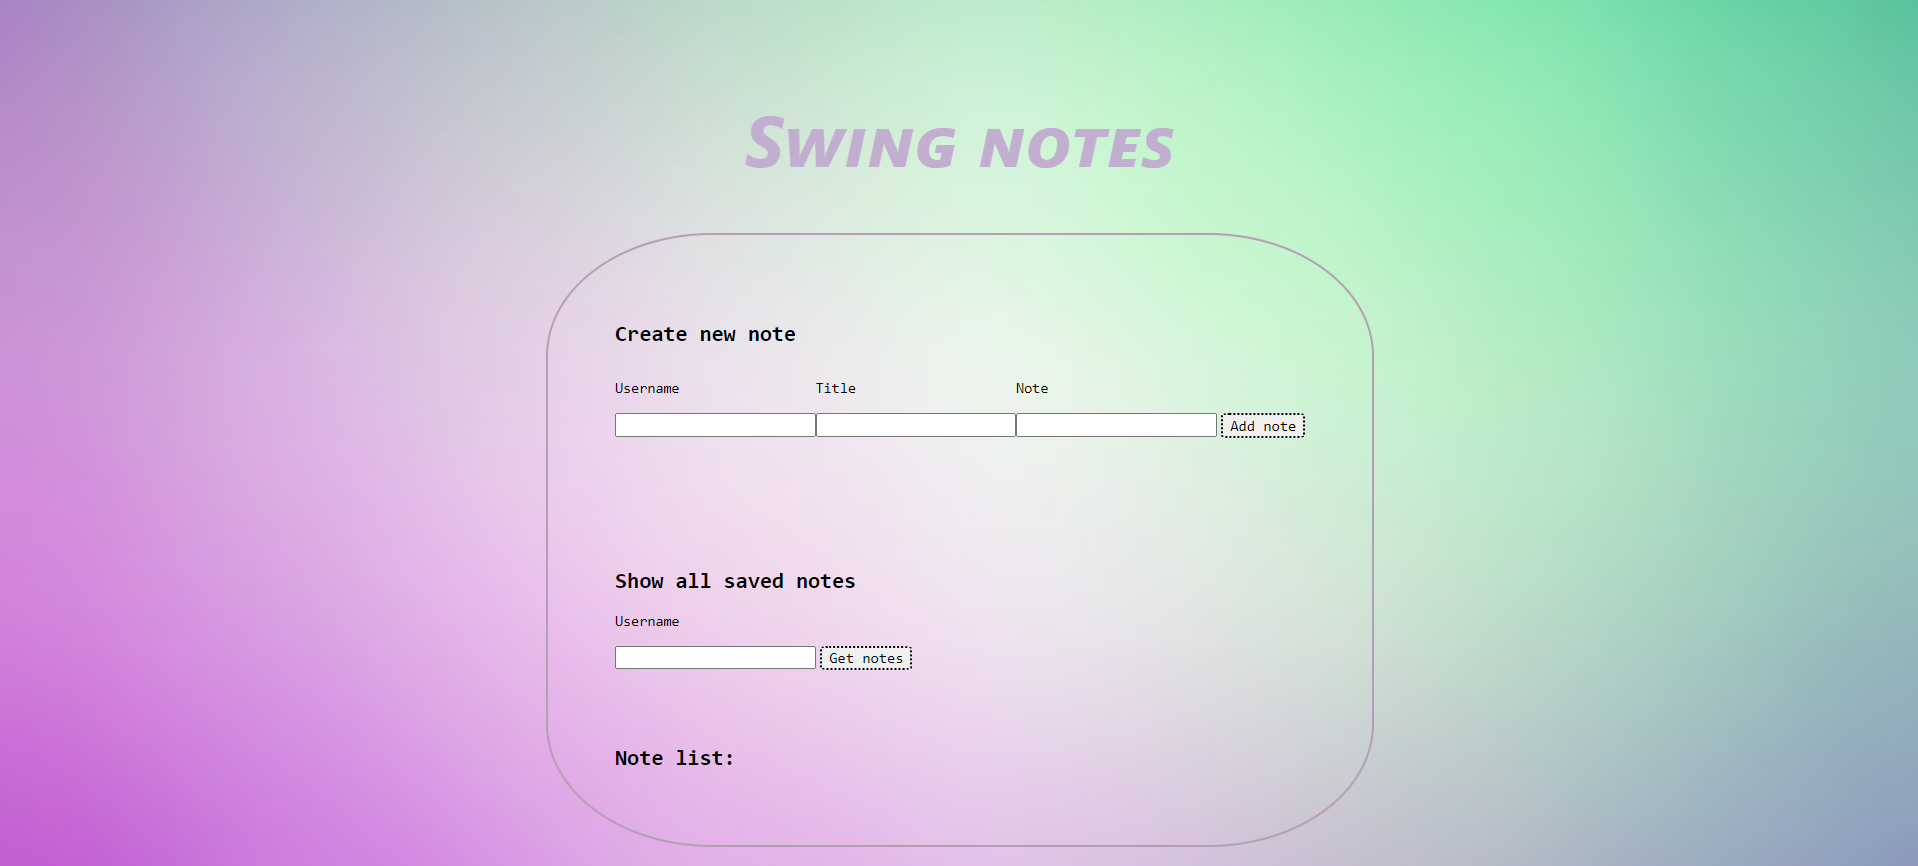 Swing notes
Create new note
Username Title Note
Add note
Show all saved notes
Username
Get notes
Note list: